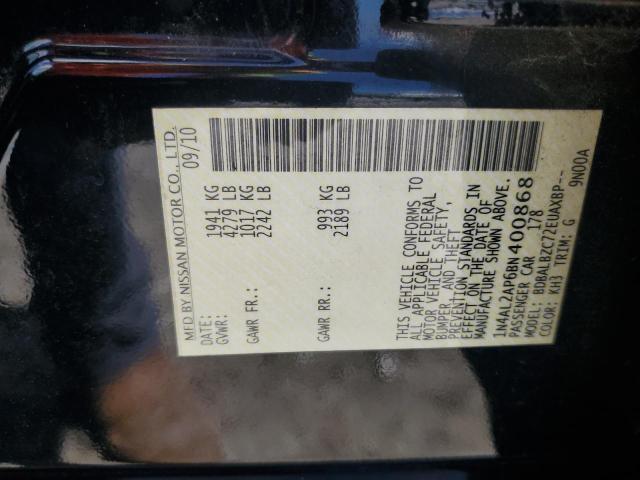 MFD BY NISSAN MOTOR CO., LTD.
DATE: 09/10
GVWR: 1941 KG
4279 LB
GAWR FR.: 1017 KG
2242 LB
GAWR RR.: 993 KG
2189 LB
THIS VEHICLE CONFORMS TO
ALL APPLICABLE FEDERAL
MOTOR VEHICLE SAFETY,
BUMPER, AND THEFT
PREVENTION STANDARDS IN
EFFECT ON THE DATE OF
MANUFACTURE SHOWN ABOVE.
1N4AL2AP6BN400868
PASSENGER CAR 178
MODEL: BDBALBZC72EUAXBP--
COLOR: KH3 TRIM: G 9N00A